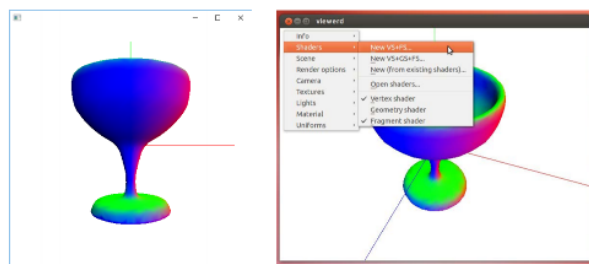 viewerd
Info
Shaders
Scene
Render options
Camera
Textures
Lights
Material
Uniforms
New VS+FS...
New VS+GS+FS...
New (from existing shaders)...
Open shaders...
Vertex shader
Geometry shader
Fragment shader